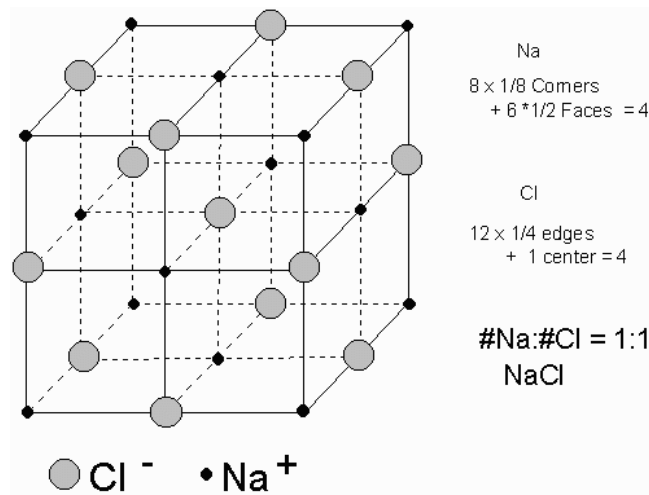 Na
8 x 1/8 Corners
+ 6 *1/2 Faces = 4
Cl
12 x 1/4 edges
+ 1 center = 4
#Na:#Cl = 1:1
NaCl
Cl - Na +